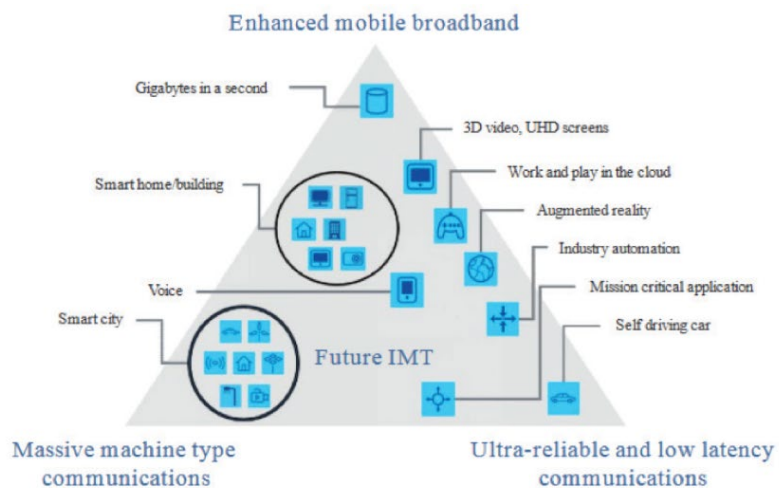 Enhanced mobile broadband
Gigabytes in a second
3D video, UHD screens
Work and play in the cloud
Smart home/building
Augmented reality
Industry automation
Voice
Mission critical application
Smart city
Self driving car
Future IMT
Massive machine type
communications
Ultra-reliable and low latency
communications